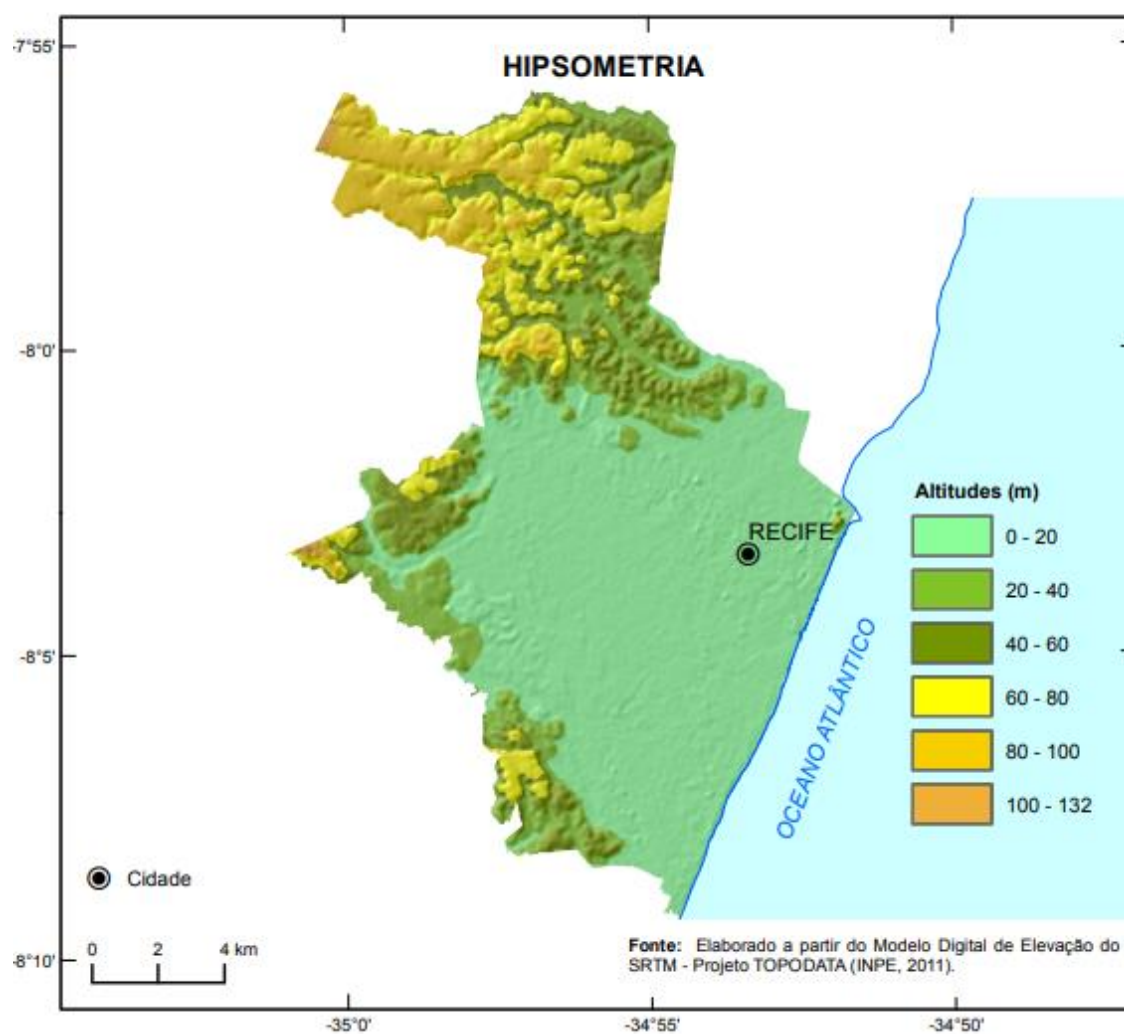 -7°55'
HIPSOMETRIA
-8°0'
Altitudes (m)
0 - 20
RECIFE
20 - 40
40 - 60
-8°5'
60 - 80
80 - 100
OCEANO ATLÂNTICO
100 - 132
Cidade
0 2 4 km
Fonte: Elaborado a partir do Modelo Digital de Elevação do
SRTM - Projeto TOPODATA (INPE, 2011).
-8°10'
-35°0' -34°55' -34°50'